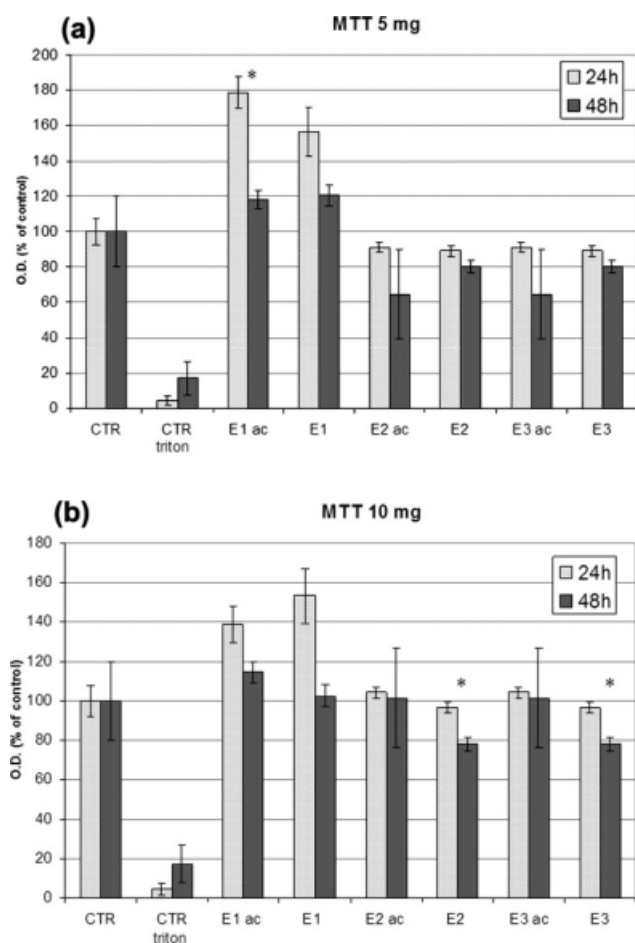 (a)
MTT 5 mg
200
180
160
140
120
100
80
60
40
20
0
O.D. (% of control)
24h
48h
*
CTR CTR triton E1 ac E1 E2 ac E2 E3 ac E3
(b)
MTT 10 mg
180
160
140
120
100
80
60
40
20
0
O.D. (% of control)
24h
48h
* *
CTR CTR triton E1 ac E1 E2 ac E2 E3 ac E3